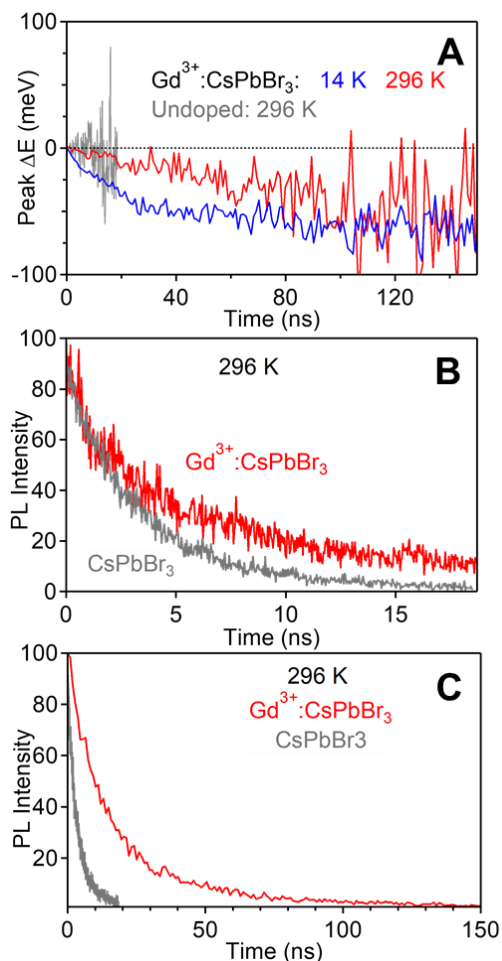 A
100
0
-100
Peak ΔE (meV)
Gd³⁺:CsPbBr₃: 14 K 296 K
Undoped: 296 K
0 40 80 120
Time (ns)
B
100
80
60
40
20
0
PL Intensity
296 K
Gd³⁺:CsPbBr₃
CsPbBr₃
0 5 10 15
Time (ns)
C
100
80
60
40
20
PL Intensity
296 K
Gd³⁺:CsPbBr₃
CsPbBr3
0 50 100 150
Time (ns)